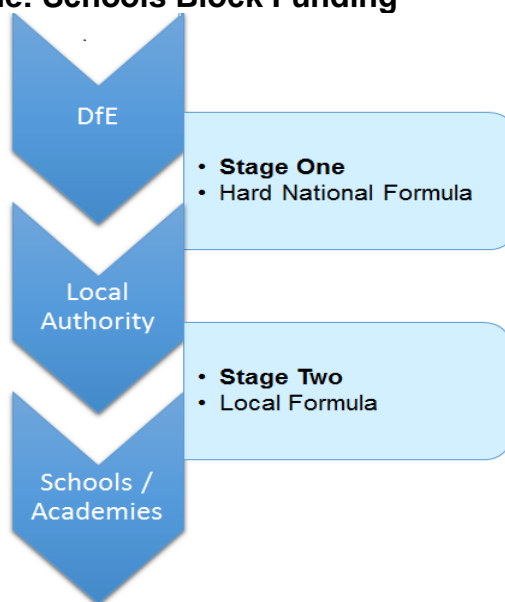 Schools Block Funding
DfE
• Stage One
• Hard National Formula
Local
Authority
• Stage Two
• Local Formula
Schools /
Academies